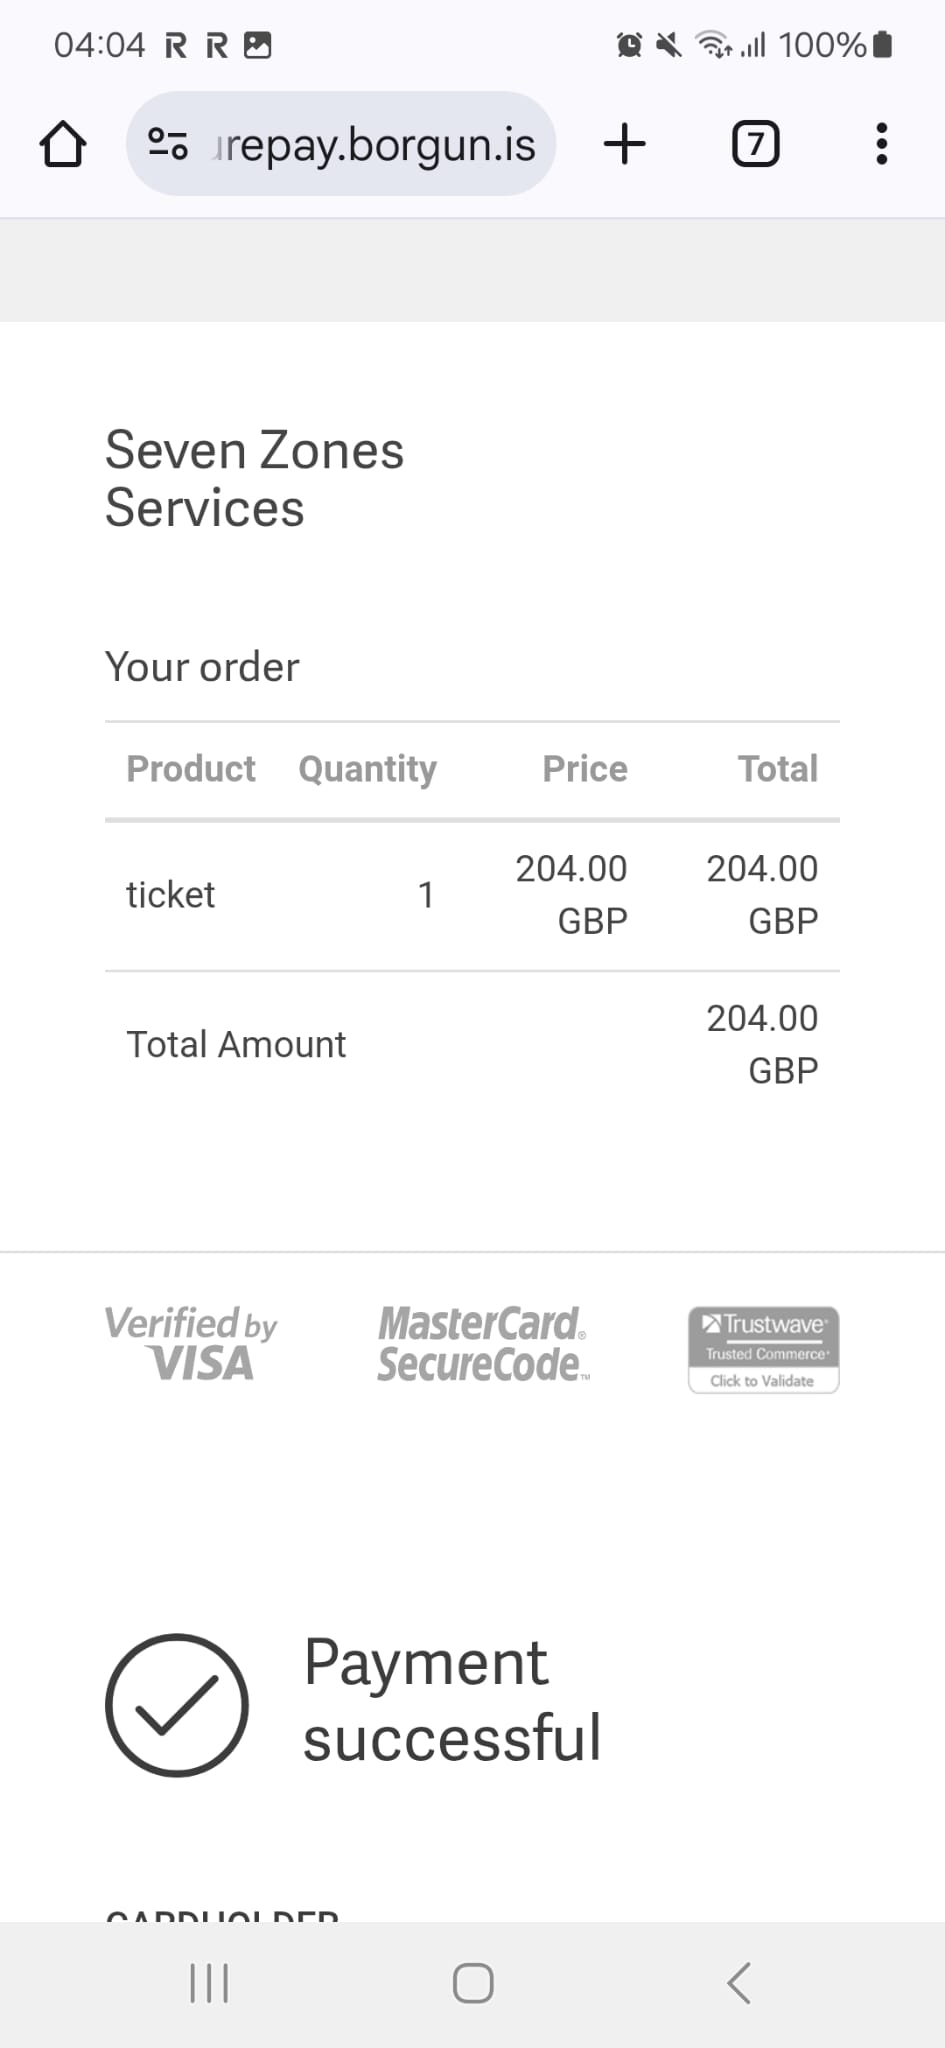 04:04 R R 100%
urepay.borgun.is 7
Seven Zones
Services
Your order
Product Quantity Price Total
ticket 1 204.00 GBP 204.00 GBP
Total Amount 204.00 GBP
Verified by VISA
MasterCard® SecureCode™
Trustwave®
Trusted Commerce®
Click to Validate
Payment
successful
CARDHOLDER